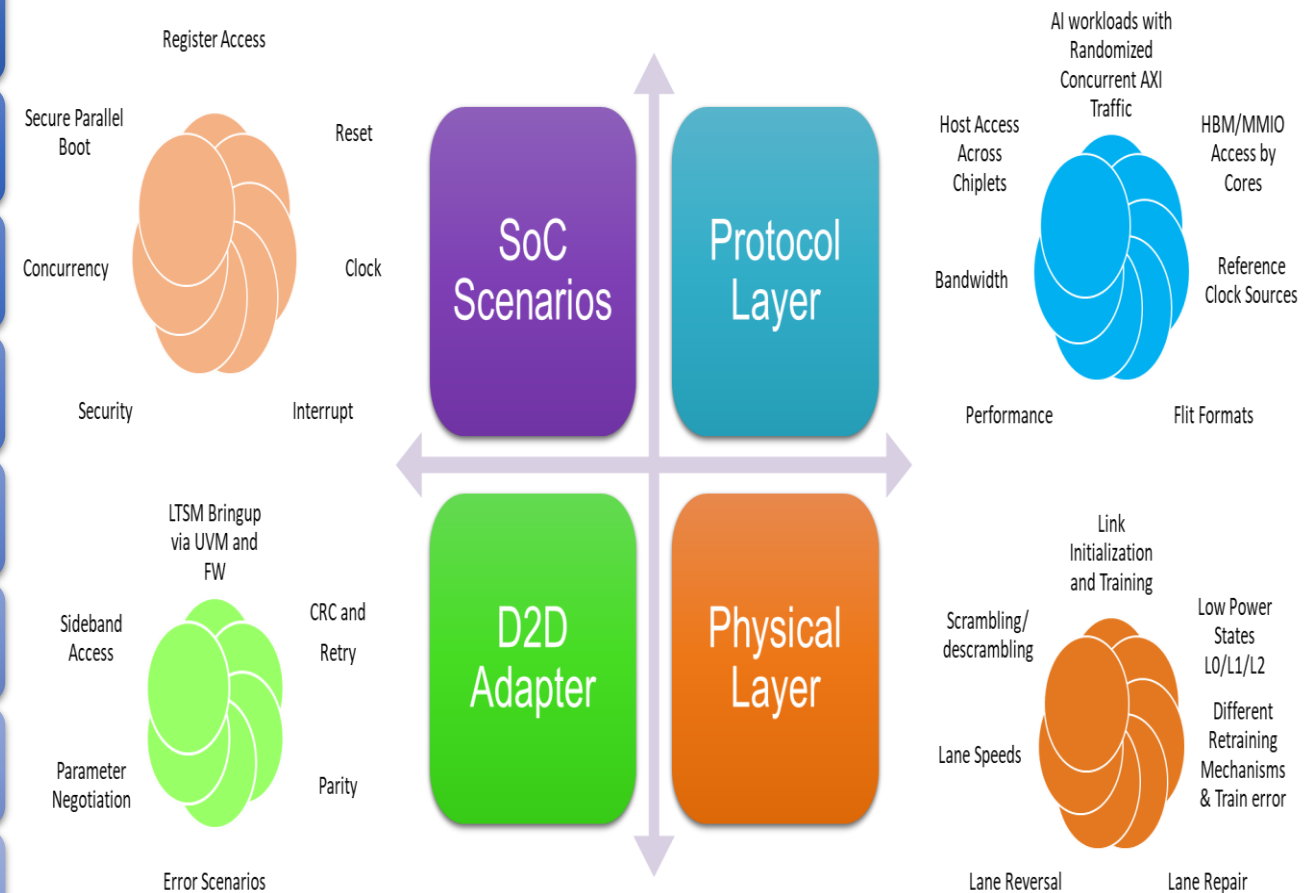 Register Access
Secure Parallel
Boot
Reset
Concurrency
Clock
Security
Interrupt
SoC
Scenarios
Protocol
Layer
AI workloads with
Randomized
Concurrent AXI
Traffic
Host Access
Across
Chiplets
HBM/MMIO
Access by
Cores
Bandwidth
Reference
Clock Sources
Performance
Flit Formats
LTSM Bringup
via UVM and
FW
Sideband
Access
CRC and
Retry
Parameter
Negotiation
Parity
Error Scenarios
D2D
Adapter
Physical
Layer
Link
Initialization
and Training
Scrambling/
descrambling
Low Power
States
L0/L1/L2
Lane Speeds
Different
Retraining
Mechanisms
& Train error
Lane Reversal
Lane Repair